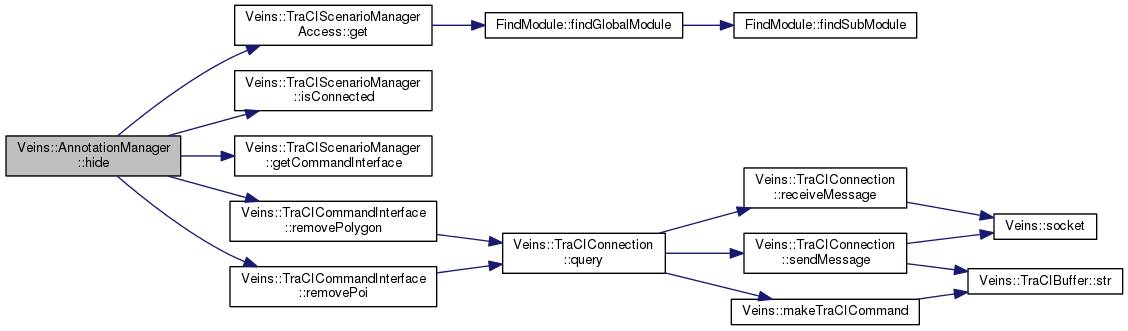 Veins::TraCIScenarioManager
Access::get
FindModule::findGlobalModule
FindModule::findSubModule
Veins::TraCIScenarioManager
::isConnected
Veins::AnnotationManager
::hide
Veins::TraCIScenarioManager
::getCommandInterface
Veins::TraCICommandInterface
::removePolygon
Veins::TraCICommandInterface
::removePoi
Veins::TraCIConnection
::query
Veins::TraCIConnection
::receiveMessage
Veins::TraCIConnection
::sendMessage
Veins::makeTraCICommand
Veins::socket
Veins::TraCIBuffer::str